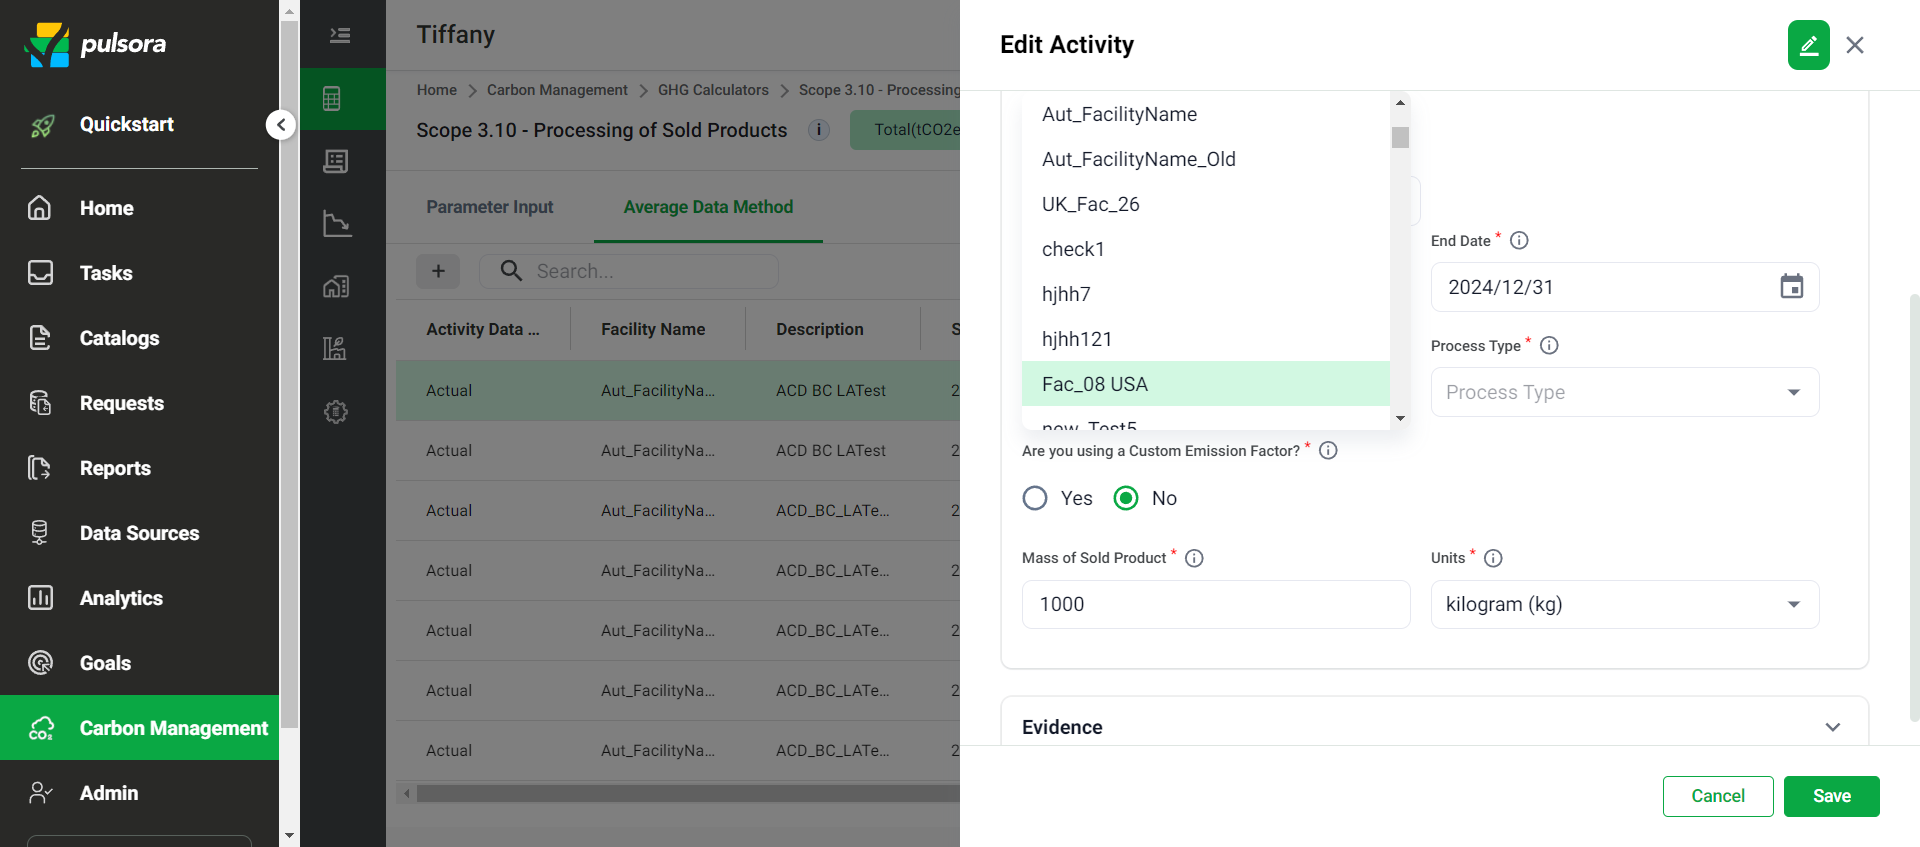 pulsora
Quickstart
Home
Tasks
Catalogs
Requests
Reports
Data Sources
Analytics
Goals
Carbon Management
Admin
Tiffany
Home > Carbon Management > GHG Calculators > Scope 3.10 - Processing
Scope 3.10 - Processing of Sold Products
Total(tCO2e
Parameter Input
Average Data Method
Search...
Activity Data ... Facility Name Description S
Actual Aut_FacilityNa... ACD BC LATest 2
Actual Aut_FacilityNa... ACD BC LATest 2
Actual Aut_FacilityNa... ACD_BC_LATe... 2
Actual Aut_FacilityNa... ACD_BC_LATe... 2
Actual Aut_FacilityNa... ACD_BC_LATe... 2
Actual Aut_FacilityNa... ACD_BC_LATe... 2
Actual Aut_FacilityNa... ACD_BC_LATe... 2
Edit Activity
Aut_FacilityName
Aut_FacilityName_Old
UK_Fac_26
check1
hjhh7
hjhh121
Fac_08 USA
new_Test5
End Date *
2024/12/31
Process Type *
Process Type
Are you using a Custom Emission Factor? *
Yes No
Mass of Sold Product *
1000
Units *
kilogram (kg)
Evidence
Cancel
Save